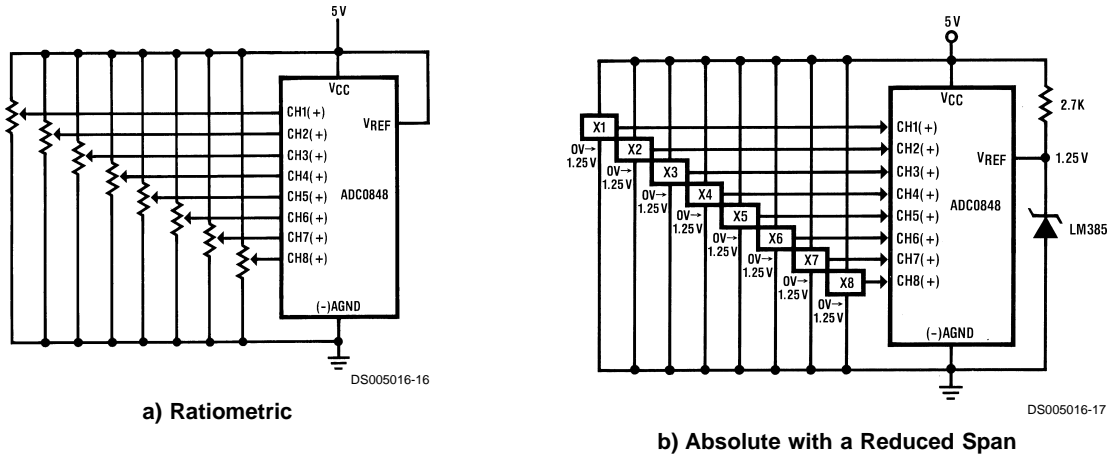 5V
VCC
CH1(+)
VREF
CH2(+)
CH3(+)
CH4(+)
CH5(+)
ADC0848
CH6(+)
CH7(+)
CH8(+)
(-)AGND
DS005016-16
a) Ratiometric
5V
VCC
2.7K
X1
CH1(+)
0V→
1.25V
X2
CH2(+)
0V→
1.25V
X3
CH3(+)
VREF
1.25V
0V→
1.25V
X4
CH4(+)
0V→
1.25V
X5
CH5(+)
ADC0848
0V→
1.25V
X6
CH6(+)
LM385
0V→
1.25V
X7
CH7(+)
0V→
1.25V
X8
CH8(+)
0V→
1.25V
(-)AGND
DS005016-17
b) Absolute with a Reduced Span